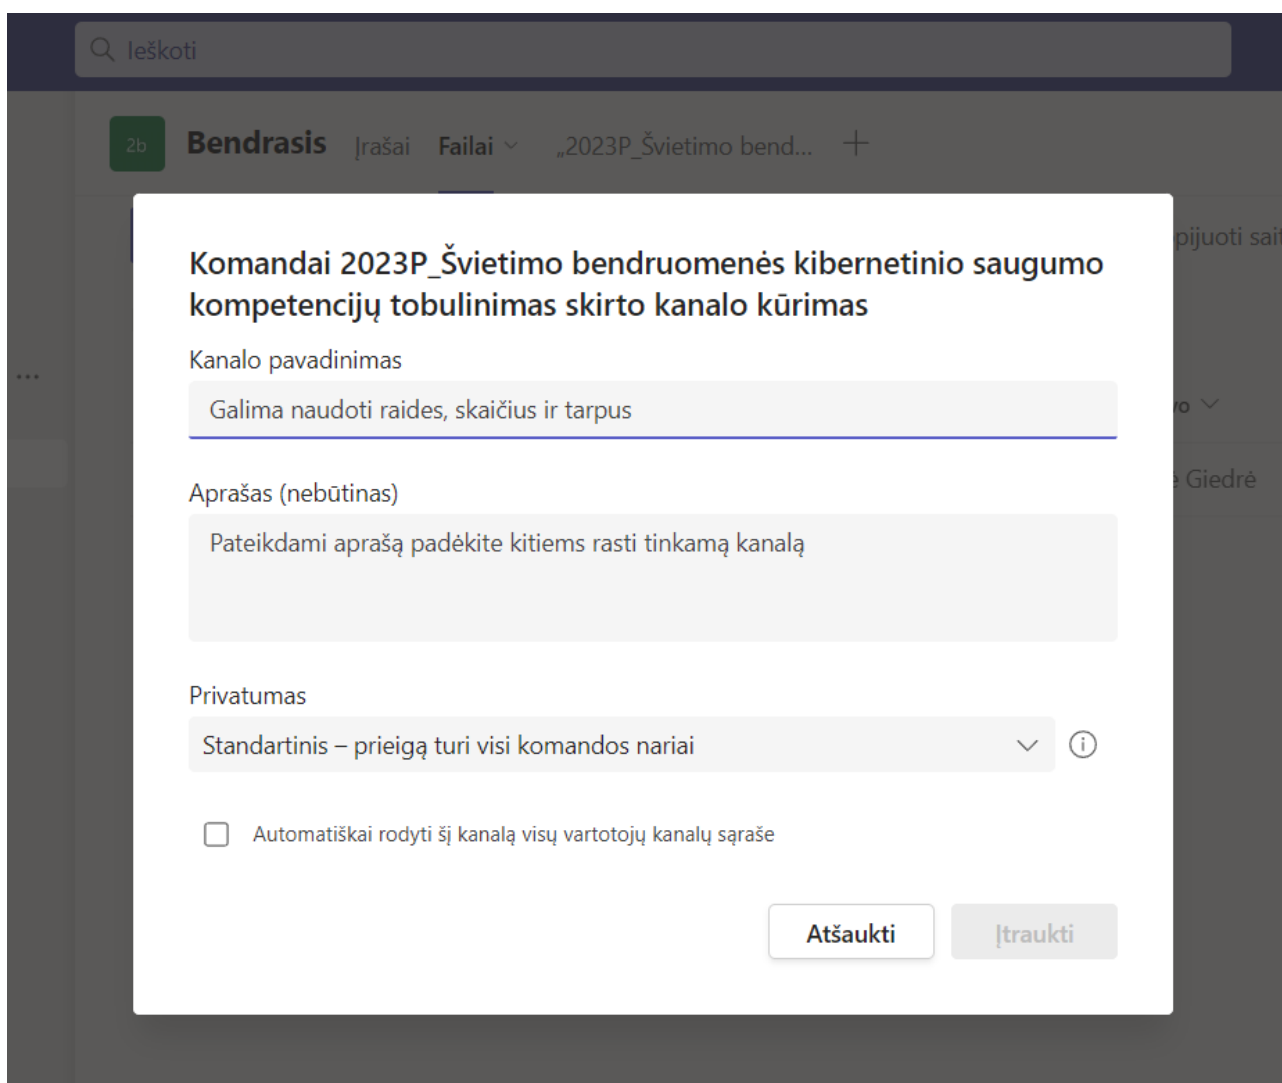 Ieškoti
2b Bendrasis Įrašai Failai „2023P_Švietimo bend...
pijuoti sait
Komandai 2023P_Švietimo bendruomenės kibernetinio saugumo
kompetencijų tobulinimas skirto kanalo kūrimas
Kanalo pavadinimas
...
Galima naudoti raides, skaičius ir tarpus
vo
Aprašas (nebūtinas)
ė Giedrė
Pateikdami aprašą padėkite kitiems rasti tinkamą kanalą
Privatumas
Standartinis – prieigą turi visi komandos nariai
Automatiškai rodyti šį kanalą visų vartotojų kanalų sąraše
Atšaukti Įtraukti